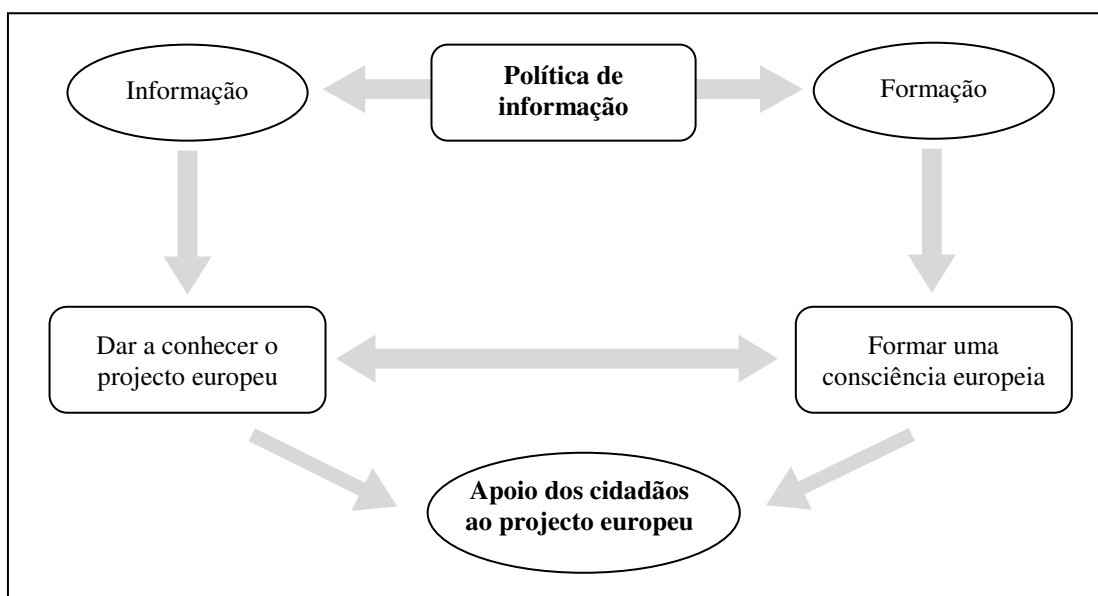 Informação
Política de
informação
Formação
Dar a conhecer o
projecto europeu
Formar uma
consciência europeia
Apoio dos cidadãos
ao projecto europeu